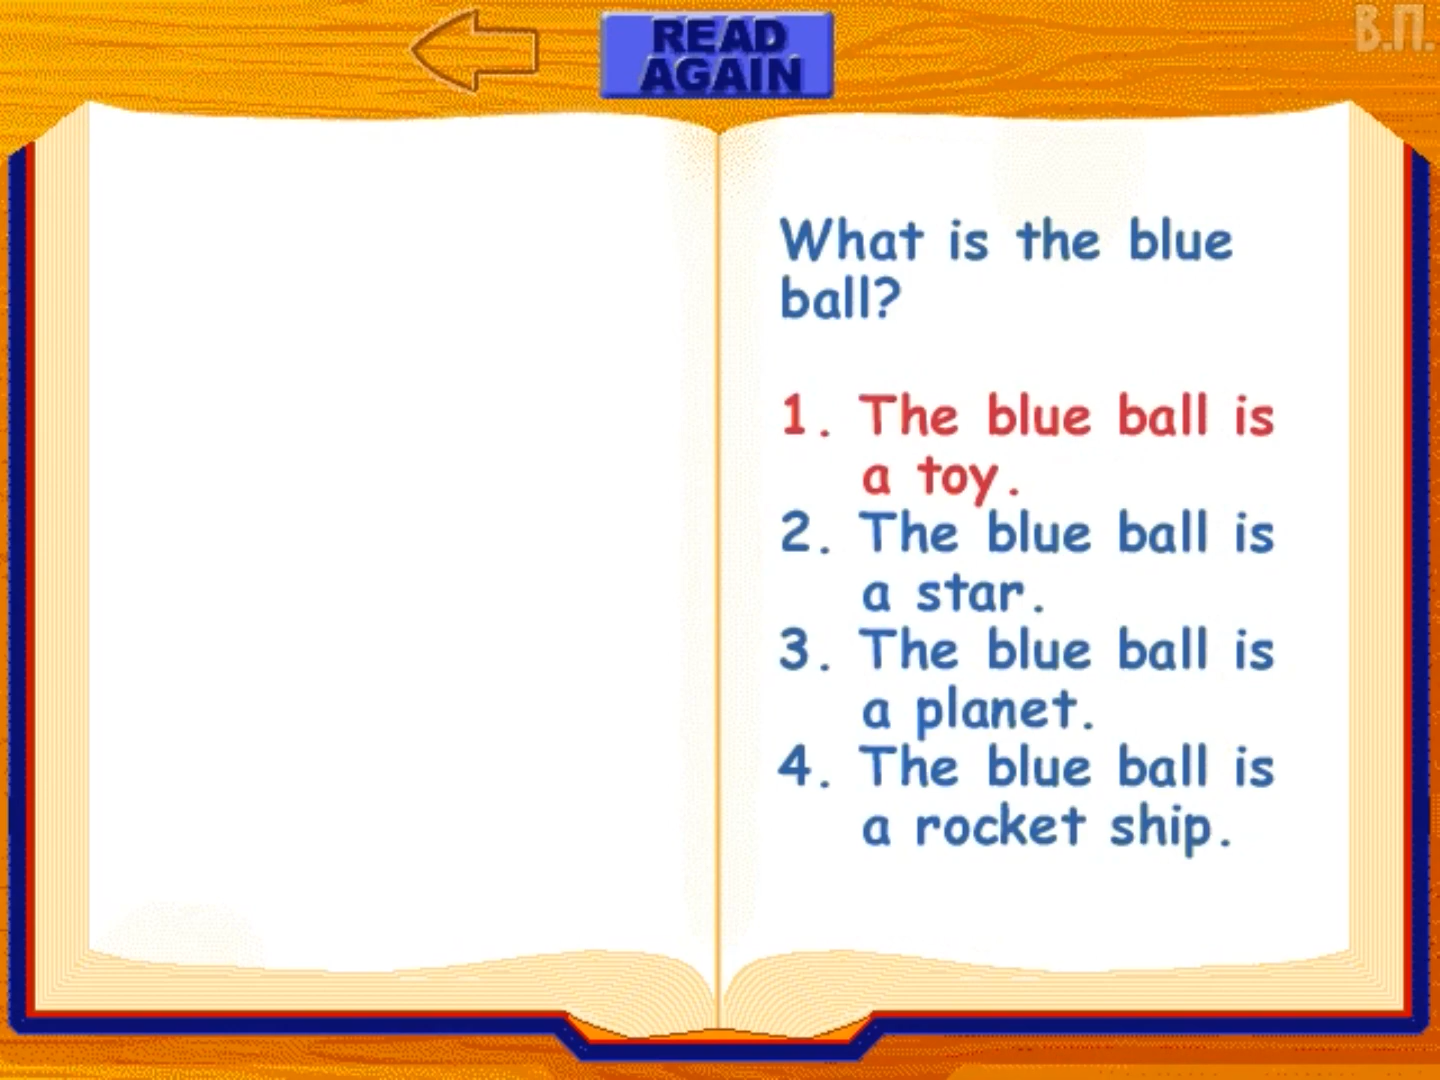 READ
AGAIN
В.П.
What is the blue
ball?
1. The blue ball is
a toy.
2. The blue ball is
a star.
3. The blue ball is
a planet.
4. The blue ball is
a rocket ship.